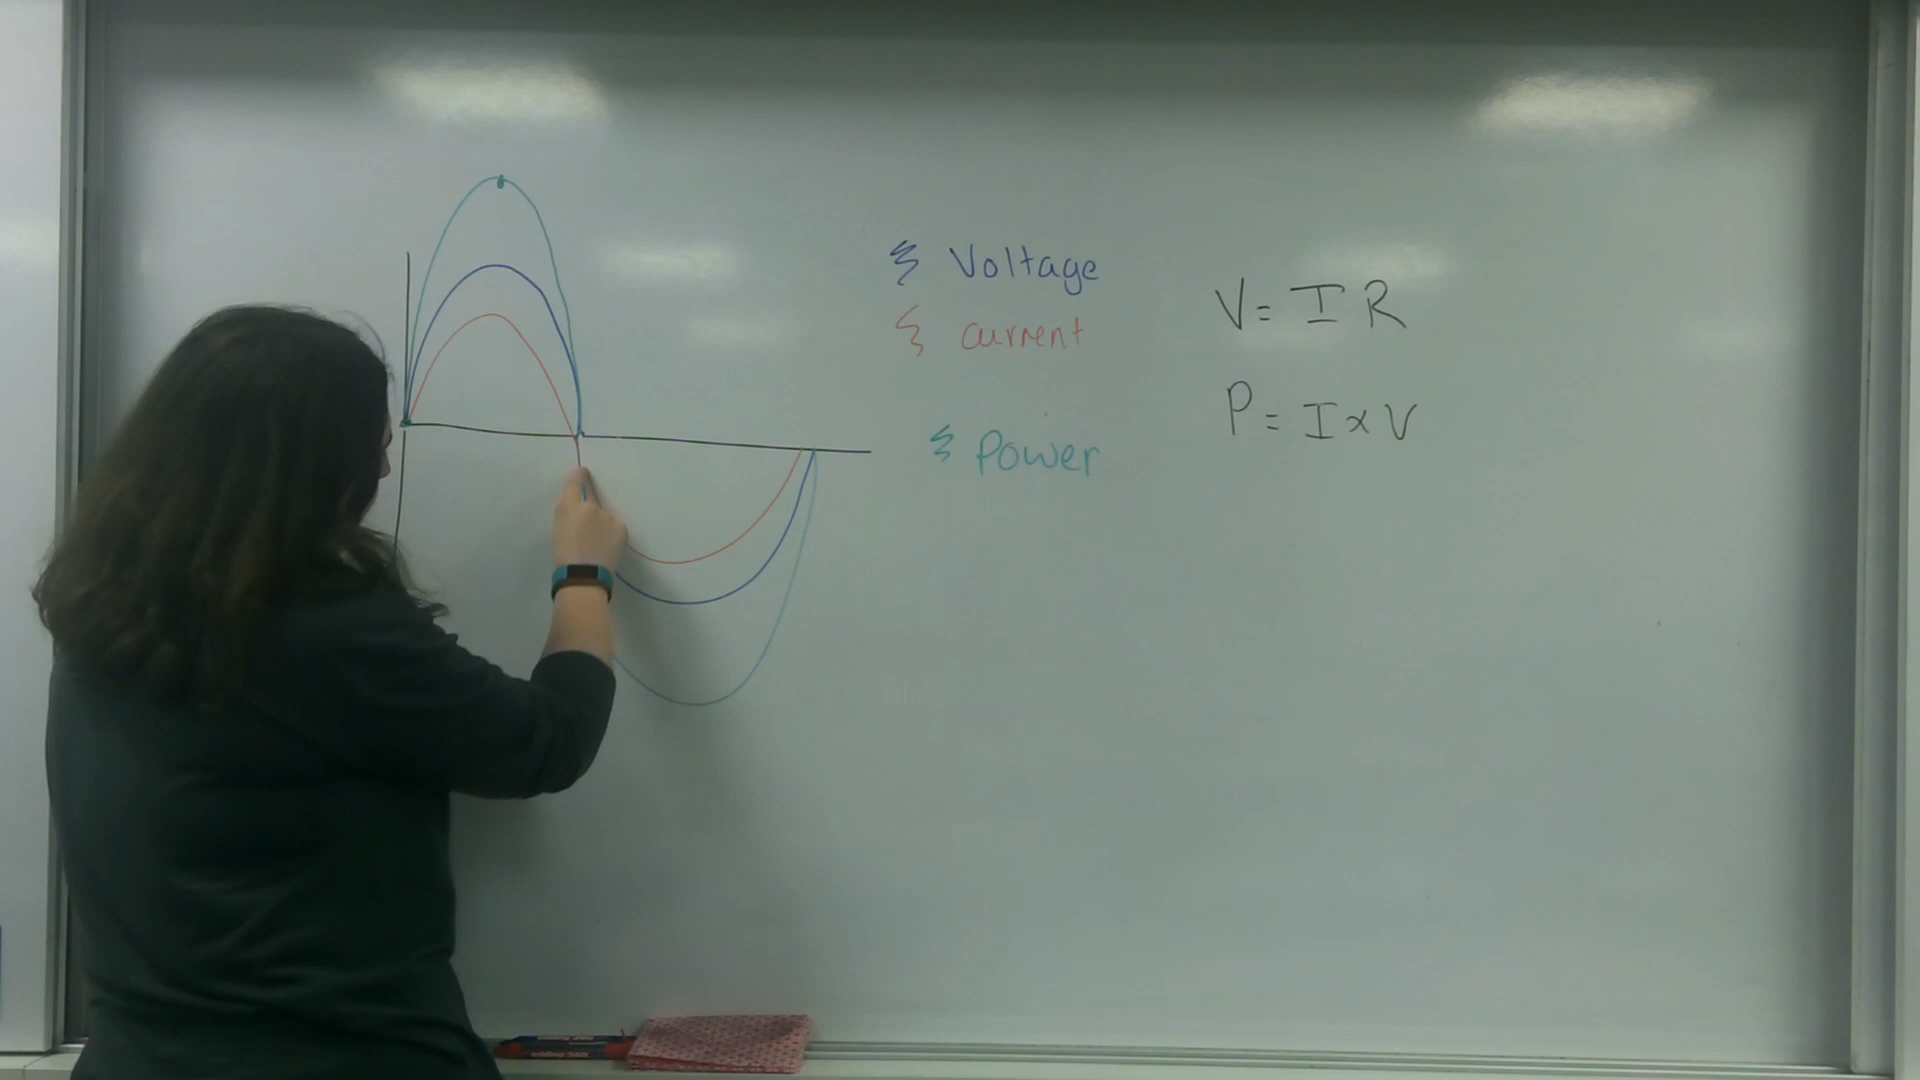 Voltage
current
Power
V = I R
P = I x V